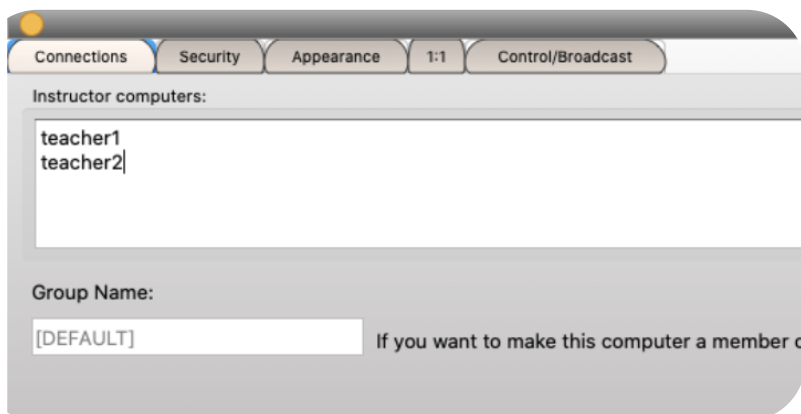 Connections Security Appearance 1:1 Control/Broadcast
Instructor computers:
teacher1
teacher2
Group Name:
[DEFAULT] If you want to make this computer a member